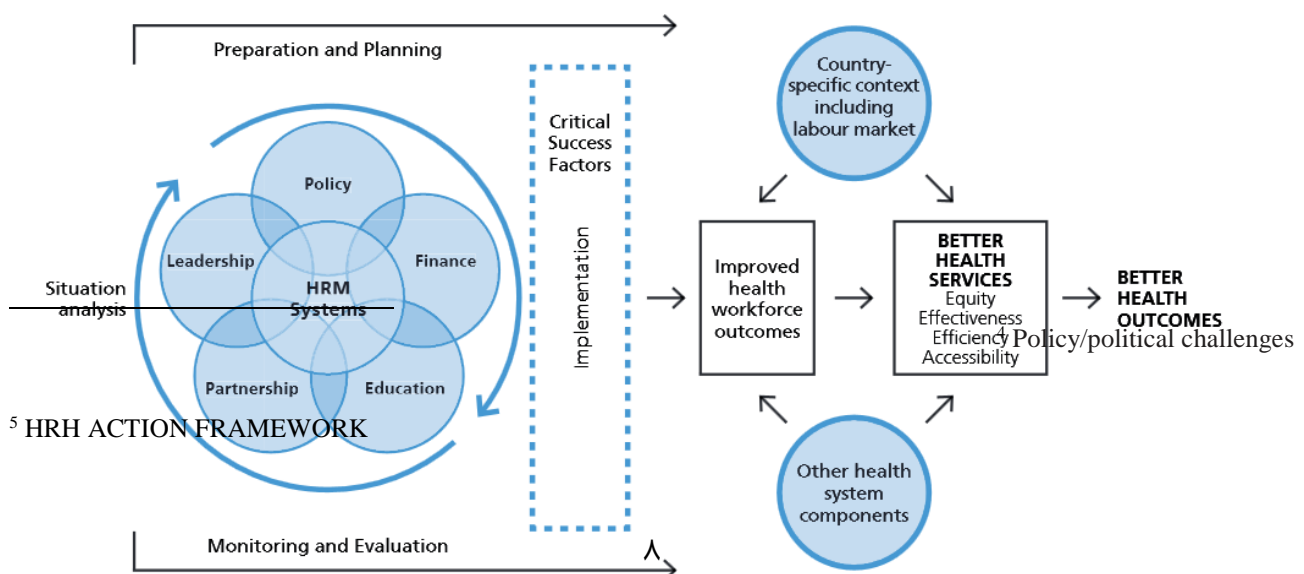 Preparation and Planning
Country-
specific context
including
labour market
Critical
Success
Factors
Implementation
Policy
Leadership
Finance
HRM
Systems
Situation
analysis
Partnership
Education
Improved
health
workforce
outcomes
BETTER
HEALTH
SERVICES
Equity
Effectiveness
Efficiency
Accessibility
BETTER
HEALTH
OUTCOMES
4 Policy/political challenges
5 HRH ACTION FRAMEWORK
Other health
system
components
Monitoring and Evaluation
٨